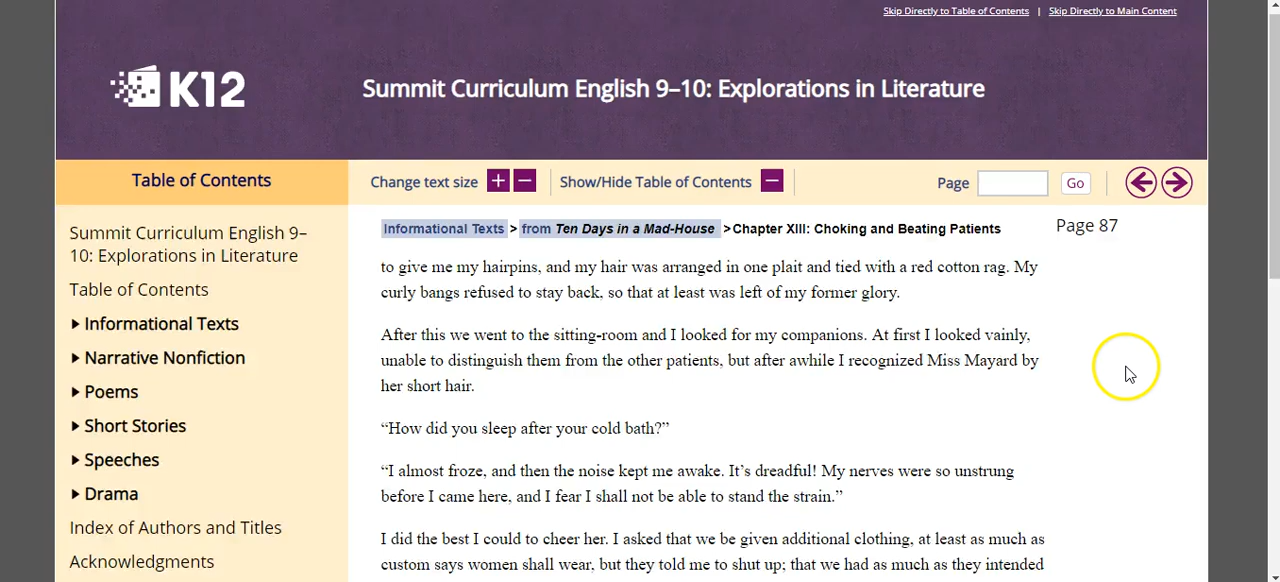 Skip Directly to Table of Contents | Skip Directly to Main Content
K12
Summit Curriculum English 9–10: Explorations in Literature
Table of Contents
Change text size + −
Show/Hide Table of Contents −
Page
Go
Summit Curriculum English 9–
10: Explorations in Literature
Table of Contents
Informational Texts
Narrative Nonfiction
Poems
Short Stories
Speeches
Drama
Index of Authors and Titles
Acknowledgments
Informational Texts > from Ten Days in a Mad-House >Chapter XIII: Choking and Beating Patients
Page 87
to give me my hairpins, and my hair was arranged in one plait and tied with a red cotton rag. My
curly bangs refused to stay back, so that at least was left of my former glory.
After this we went to the sitting-room and I looked for my companions. At first I looked vainly,
unable to distinguish them from the other patients, but after awhile I recognized Miss Mayard by
her short hair.
“How did you sleep after your cold bath?”
“I almost froze, and then the noise kept me awake. It’s dreadful! My nerves were so unstrung
before I came here, and I fear I shall not be able to stand the strain.”
I did the best I could to cheer her. I asked that we be given additional clothing, at least as much as
custom says women shall wear, but they told me to shut up; that we had as much as they intended